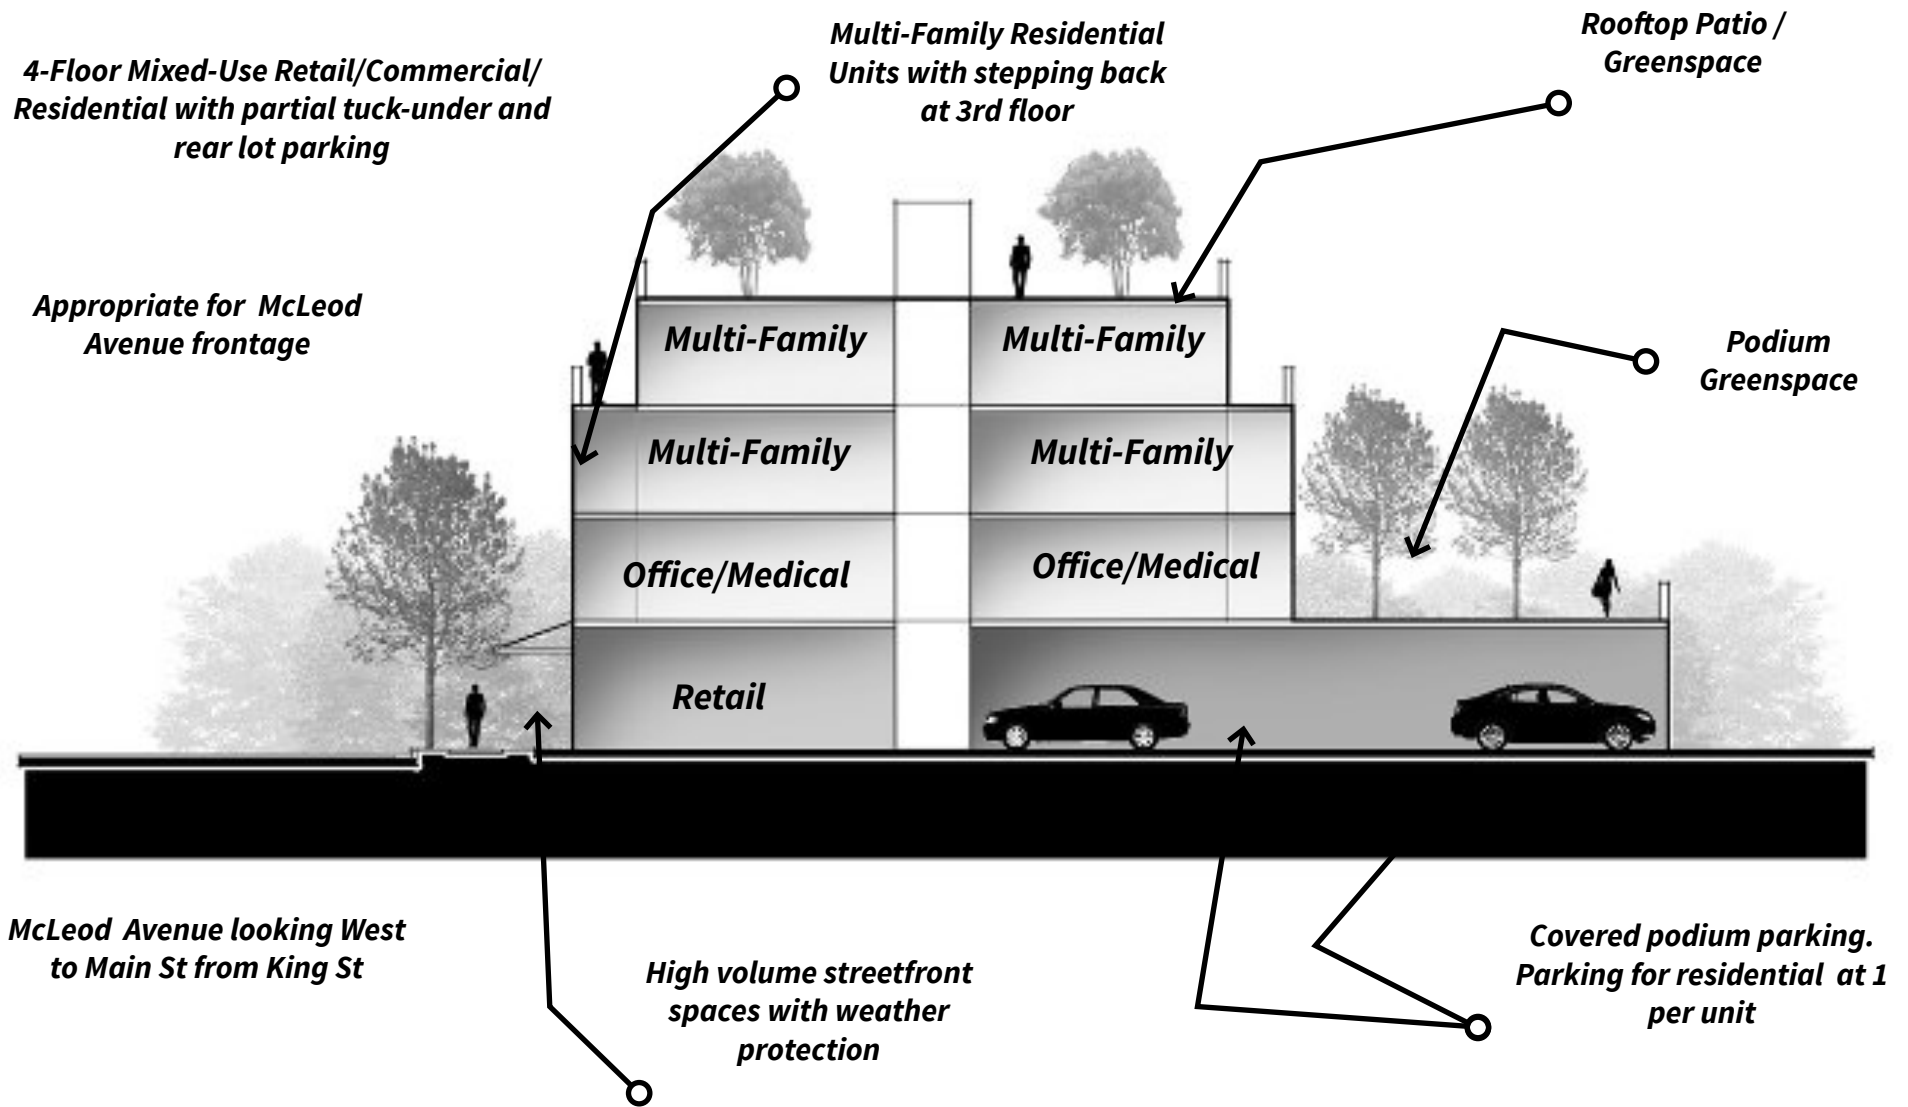 4-Floor Mixed-Use Retail/Commercial/
Residential with partial tuck-under and
rear lot parking
Multi-Family Residential
Units with stepping back
at 3rd floor
Rooftop Patio /
Greenspace
Appropriate for McLeod
Avenue frontage
Podium
Greenspace
Multi-Family
Multi-Family
Multi-Family
Multi-Family
Office/Medical
Office/Medical
Retail
McLeod Avenue looking West
to Main St from King St
High volume streetfront
spaces with weather
protection
Covered podium parking.
Parking for residential at 1
per unit